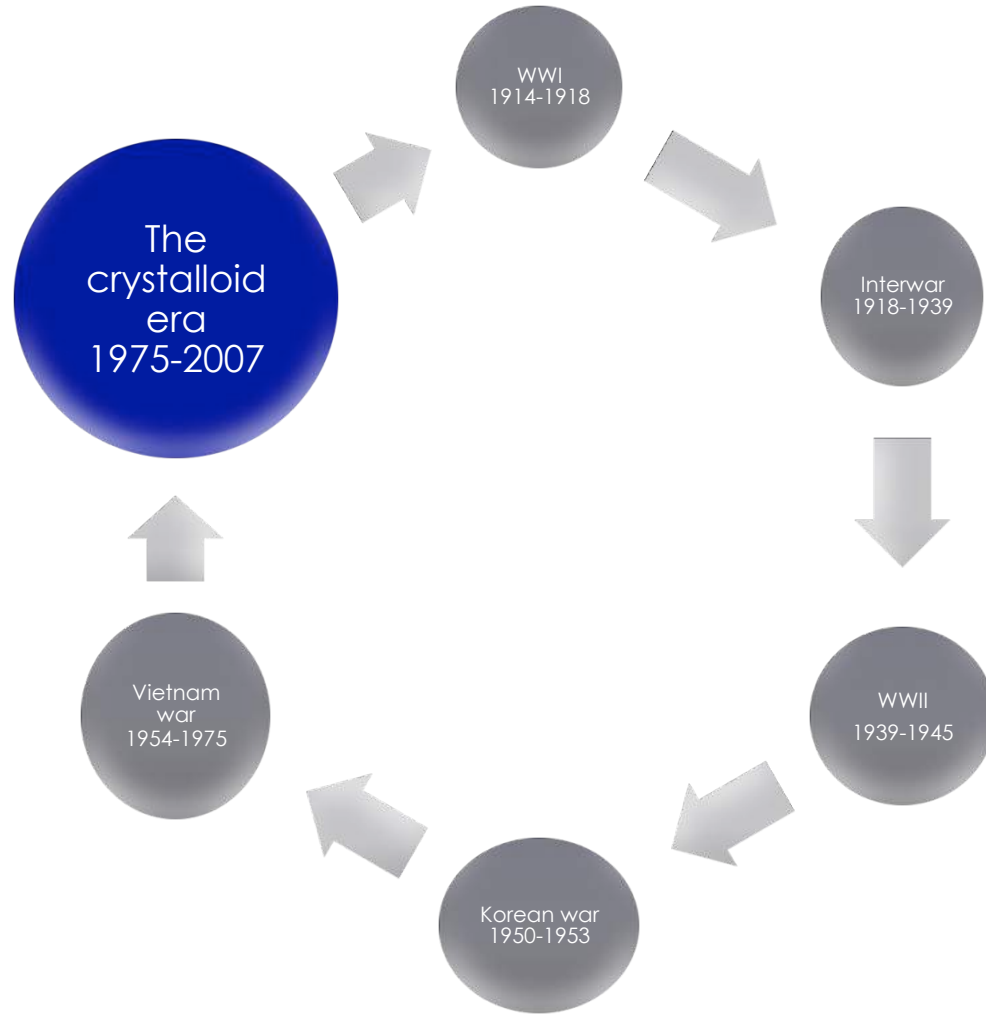 WWI
1914-1918
The
crystalloid
era
1975-2007
Interwar
1918-1939
Vietnam
war
1954-1975
WWII
1939-1945
Korean war
1950-1953